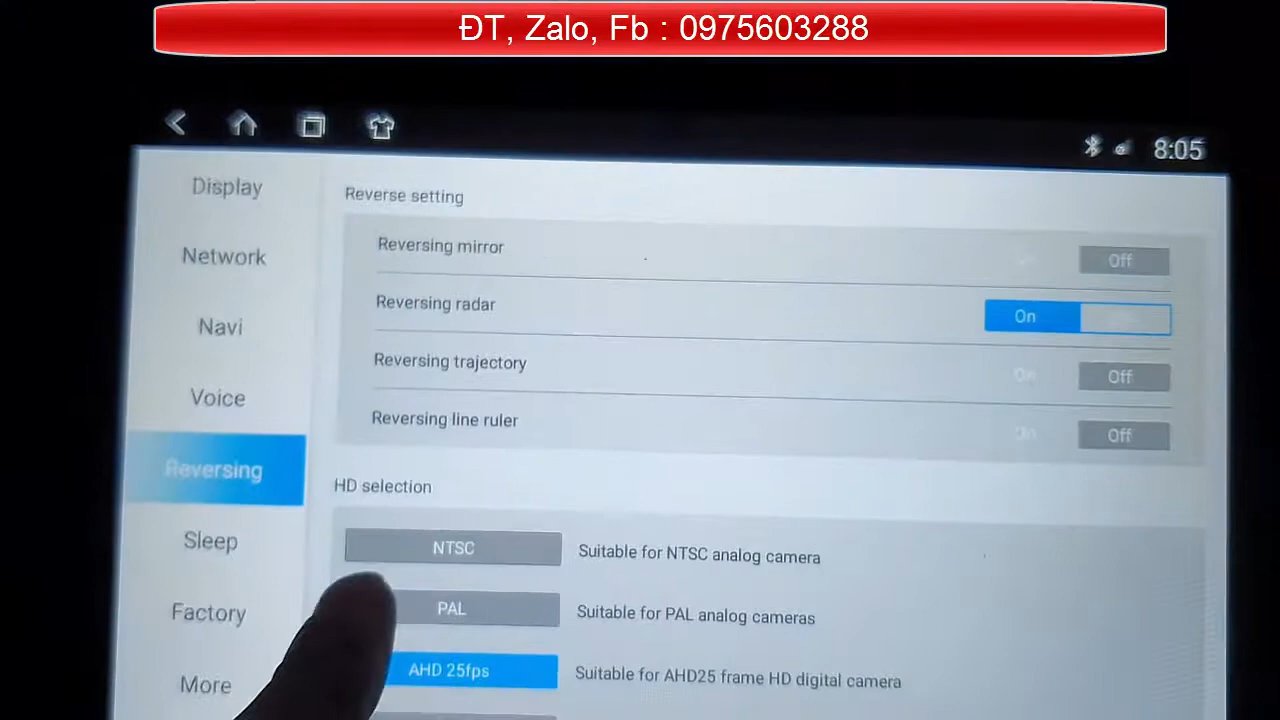 ĐT, Zalo, Fb : 0975603288
8:05
Display
Network
Navi
Voice
Reversing
Sleep
Factory
More
Reverse setting
Reversing mirror Off
Reversing radar On
Reversing trajectory On Off
Reversing line ruler On Off
HD selection
NTSC Suitable for NTSC analog camera
PAL Suitable for PAL analog cameras
AHD 25fps Suitable for AHD25 frame HD digital camera